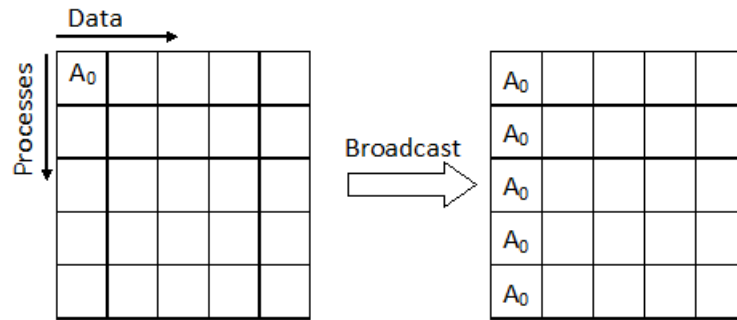 Data
Processes
A₀
Broadcast
A₀
A₀
A₀
A₀
A₀